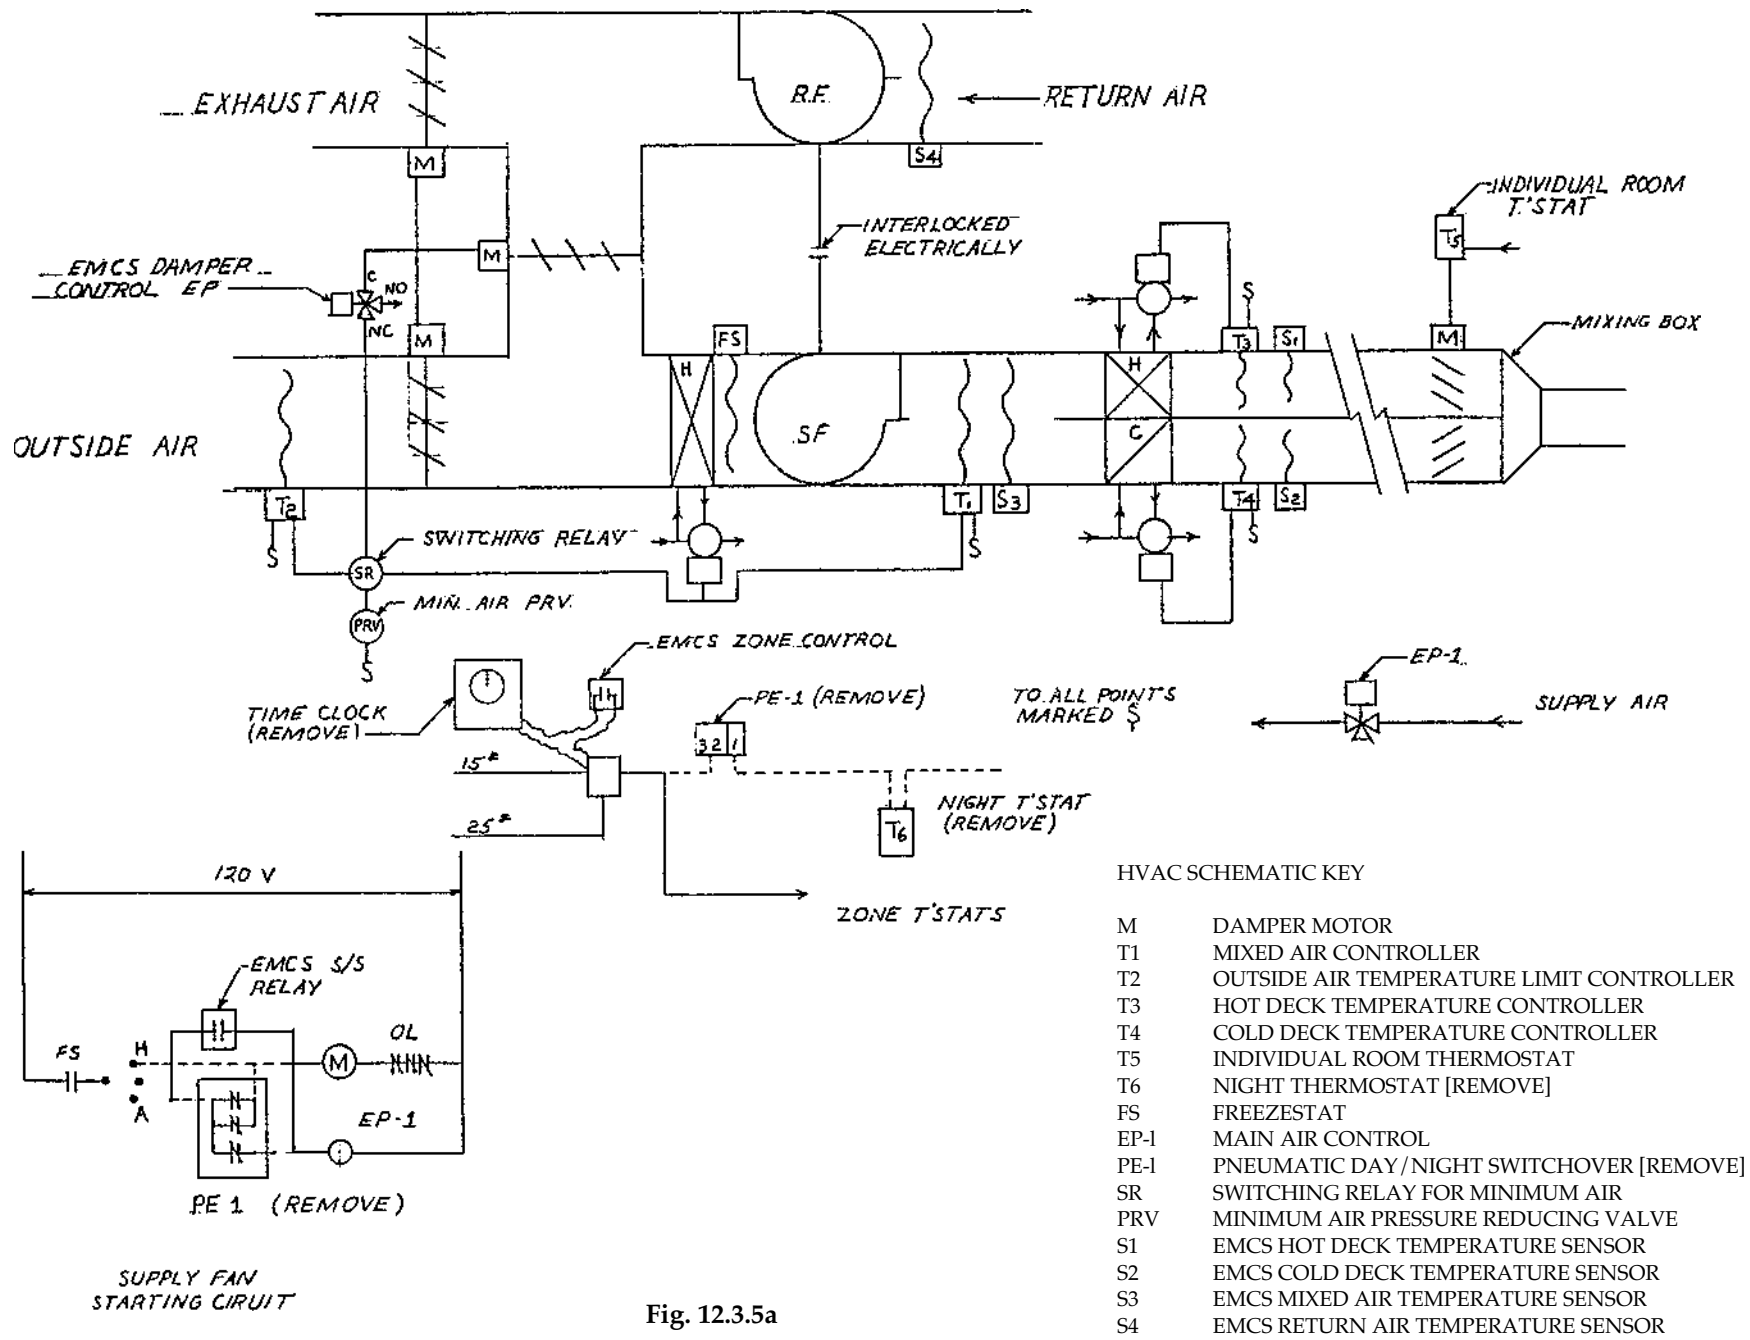 EXHAUST AIR
R.F.
RETURN AIR
M
S4
INDIVIDUAL ROOM
T'STAT
T5
INTERLOCKED
ELECTRICALLY
M
EMCS DAMPER
CONTROL EP
C
NO
NC
S
M
FS
T3
S1
M
MIXING BOX
H
H
C
SF
OUTSIDE AIR
T2
T1
S3
T4
S2
S
S
S
SWITCHING RELAY
SR
MIN. AIR PRV.
PRV
S
EMCS ZONE CONTROL
TIME CLOCK
(REMOVE)
PE-1 (REMOVE)
3 2 1
TO ALL POINTS
MARKED S
EP-1
SUPPLY AIR
15#
25#
T6
NIGHT T'STAT
(REMOVE)
ZONE T'STATS
120 V
EMCS S/S
RELAY
FS
H
A
M
OL
EP-1
PE 1 (REMOVE)
SUPPLY FAN
STARTING CIRUIT
Fig. 12.3.5a
HVAC SCHEMATIC KEY
M DAMPER MOTOR
T1 MIXED AIR CONTROLLER
T2 OUTSIDE AIR TEMPERATURE LIMIT CONTROLLER
T3 HOT DECK TEMPERATURE CONTROLLER
T4 COLD DECK TEMPERATURE CONTROLLER
T5 INDIVIDUAL ROOM THERMOSTAT
T6 NIGHT THERMOSTAT [REMOVE]
FS FREEZESTAT
EP-l MAIN AIR CONTROL
PE-l PNEUMATIC DAY/NIGHT SWITCHOVER [REMOVE]
SR SWITCHING RELAY FOR MINIMUM AIR
PRV MINIMUM AIR PRESSURE REDUCING VALVE
S1 EMCS HOT DECK TEMPERATURE SENSOR
S2 EMCS COLD DECK TEMPERATURE SENSOR
S3 EMCS MIXED AIR TEMPERATURE SENSOR
S4 EMCS RETURN AIR TEMPERATURE SENSOR